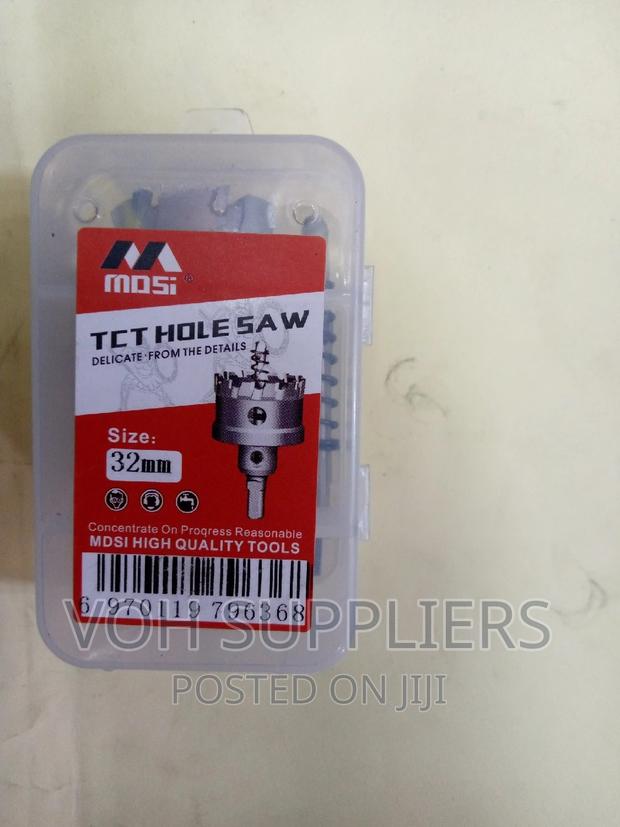 MDSi ®
TCT HOLE SAW
DELICATE·FROM THE DETAILS
Size:
32mm
Concentrate On Progress Reasonable
MDSI HIGH QUALITY TOOLS
6 970119 796368
VOH SUPPLIERS
POSTED ON JIJI